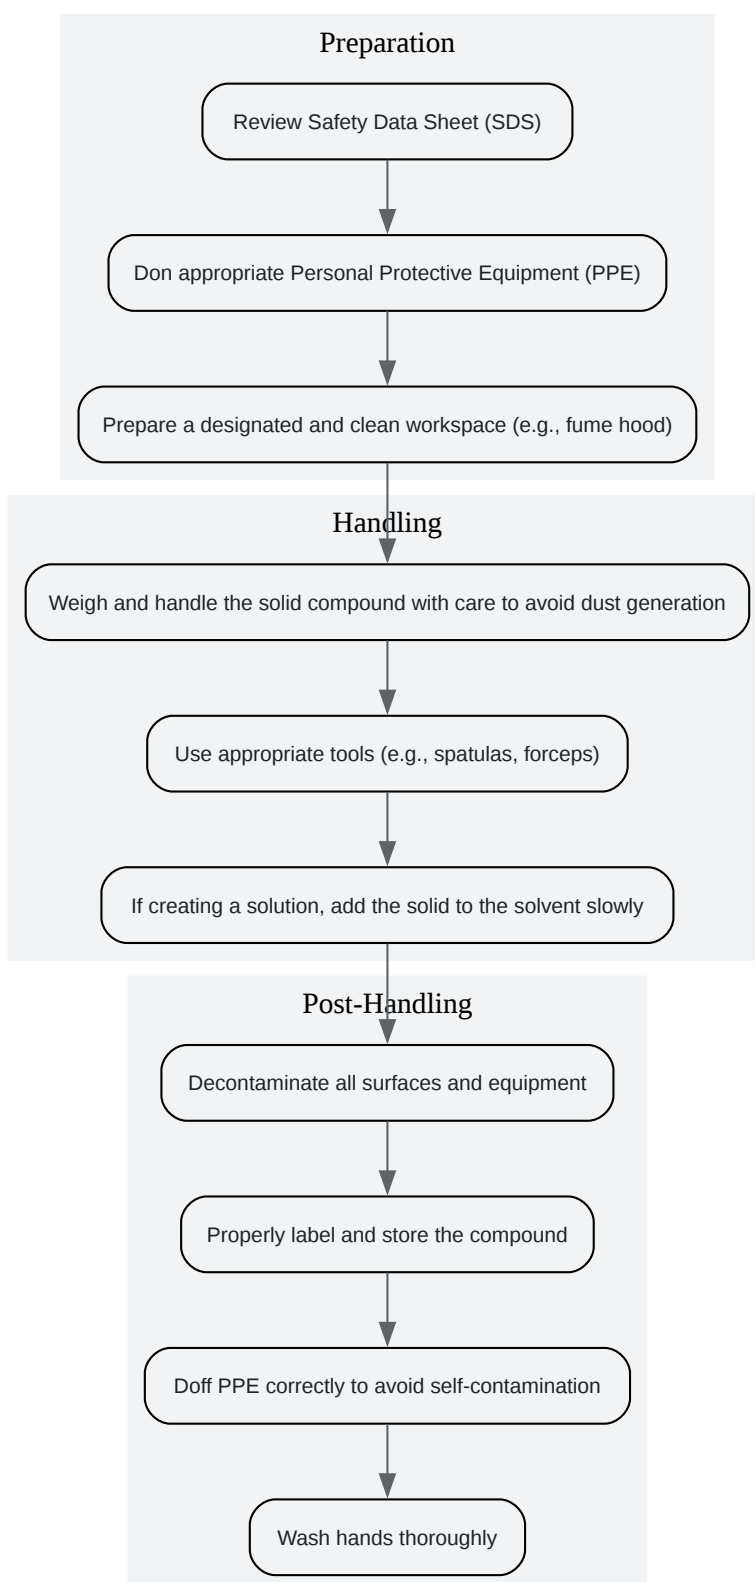 Preparation
Review Safety Data Sheet (SDS)
Don appropriate Personal Protective Equipment (PPE)
Prepare a designated and clean workspace (e.g., fume hood)
Handling
Weigh and handle the solid compound with care to avoid dust generation
Use appropriate tools (e.g., spatulas, forceps)
If creating a solution, add the solid to the solvent slowly
Post-Handling
Decontaminate all surfaces and equipment
Properly label and store the compound
Doff PPE correctly to avoid self-contamination
Wash hands thoroughly